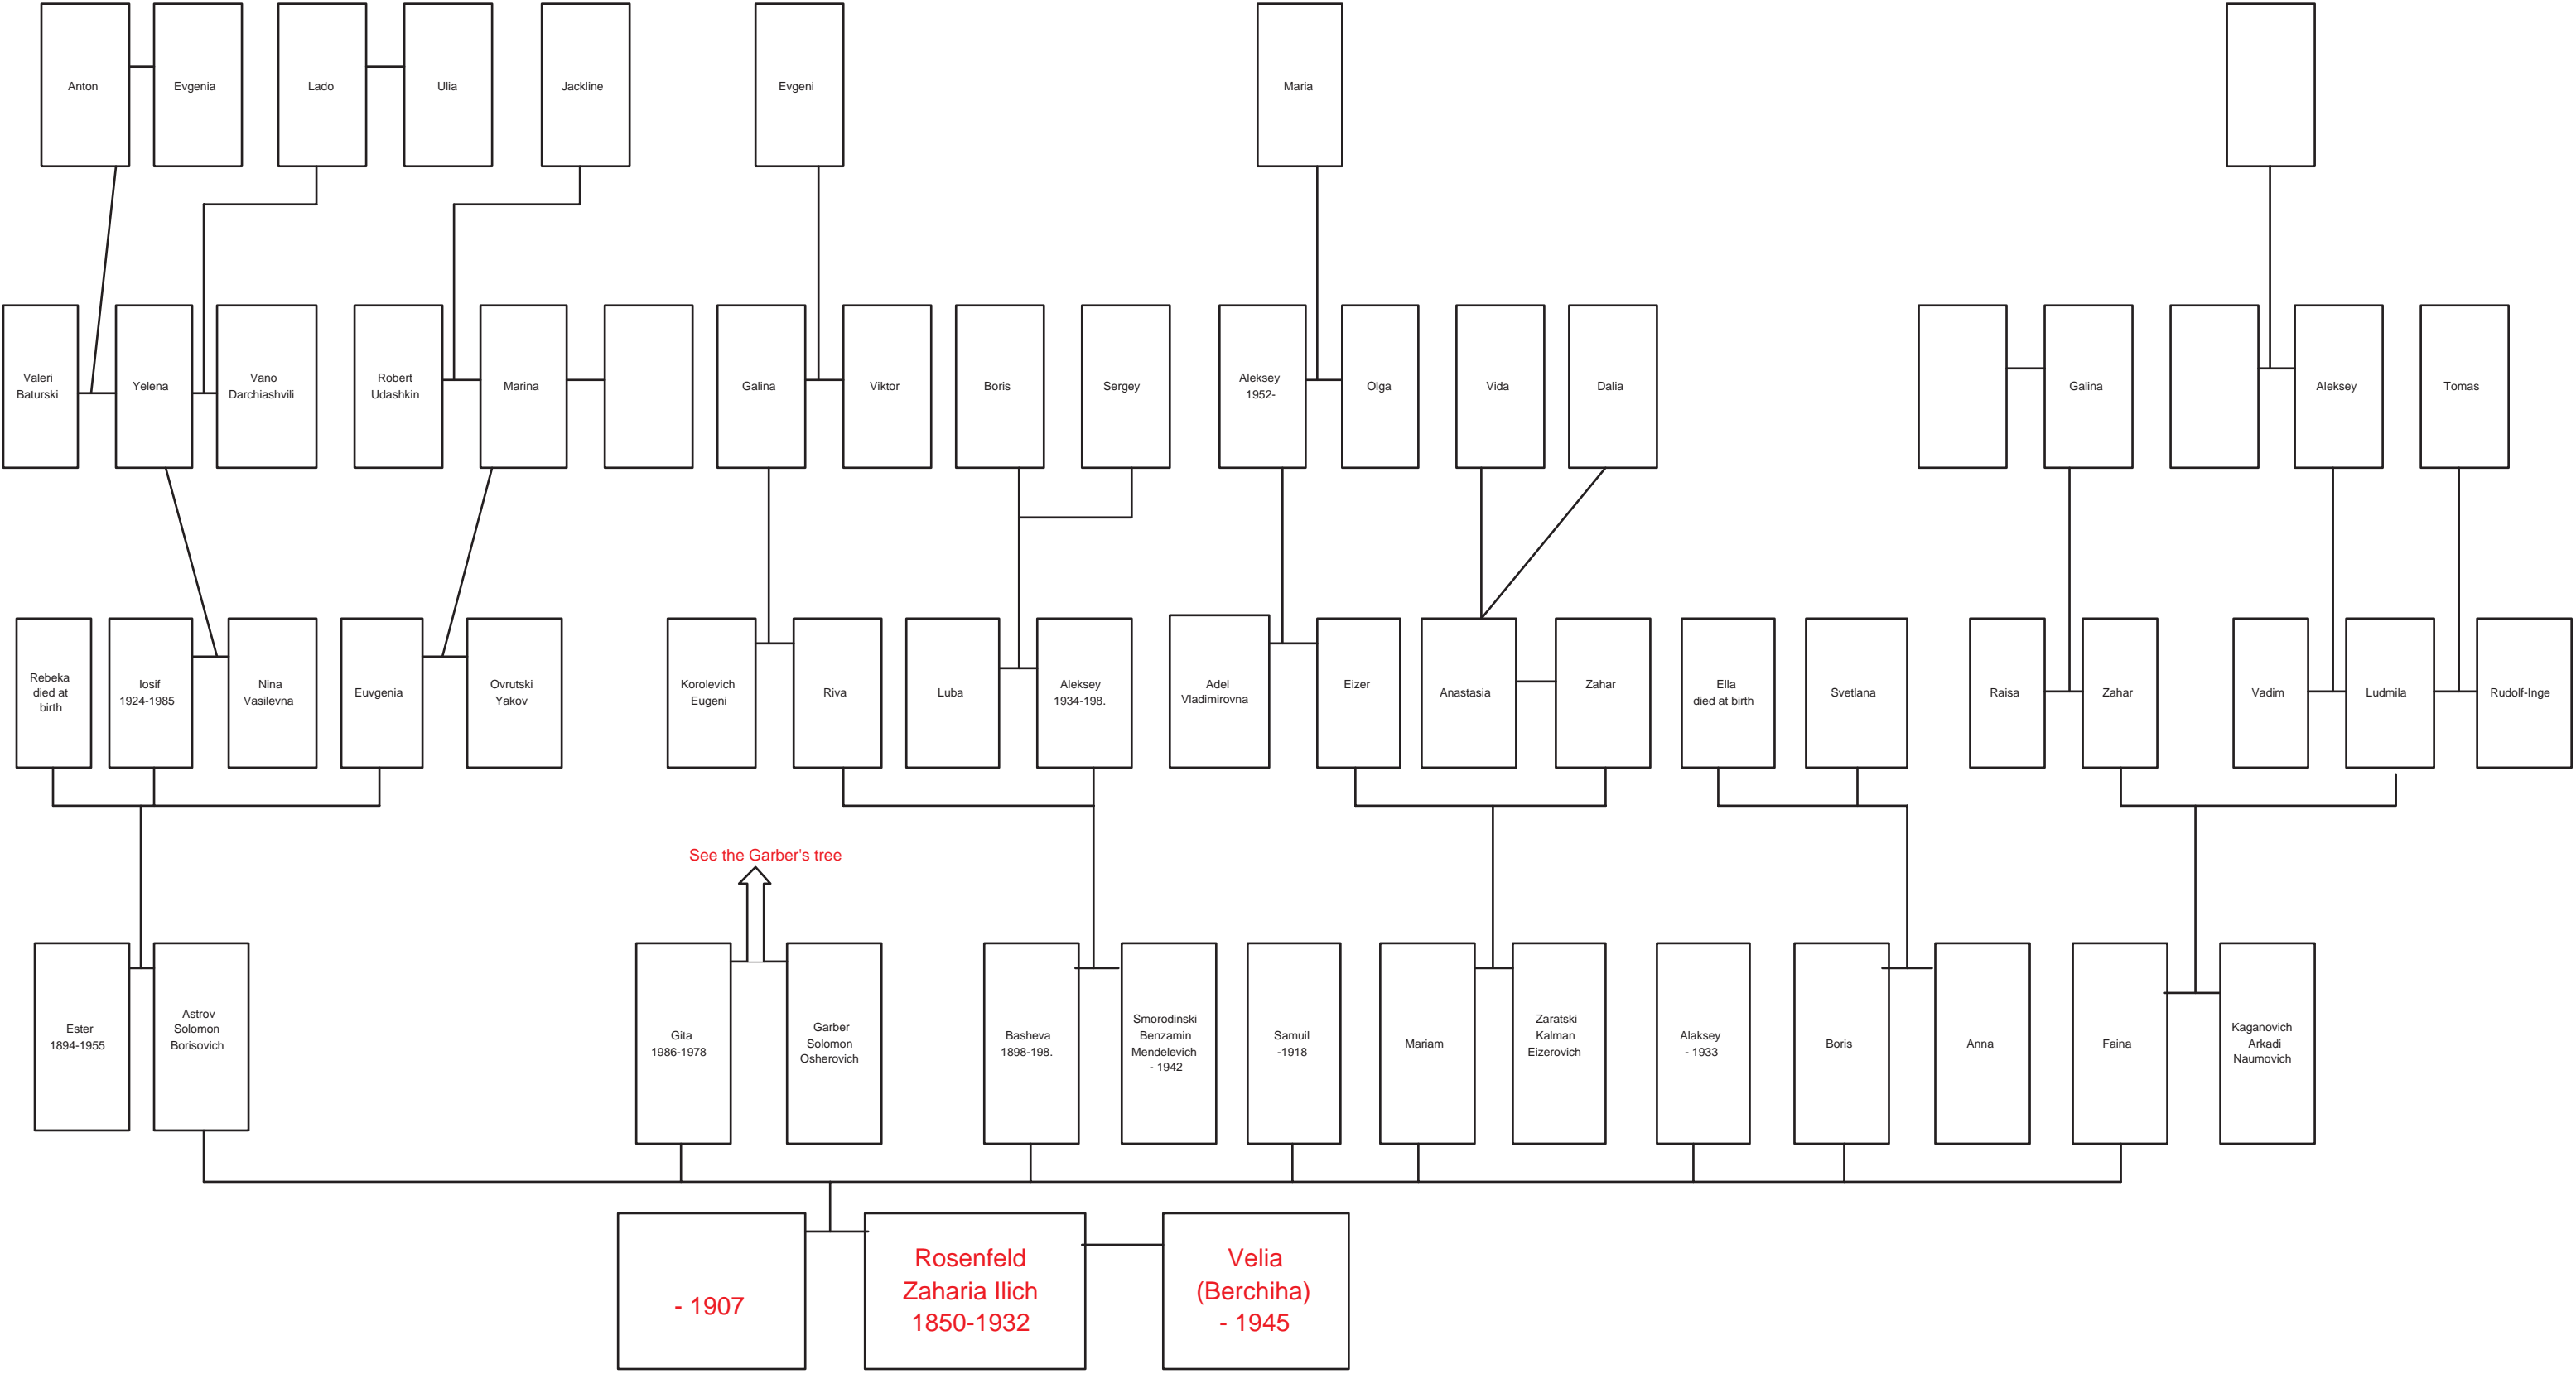 Anton
Evgenia
Lado
Ulia
Jackline
Evgeni
Maria
Valeri
Baturski
Yelena
Vano
Darchiashvili
Robert
Udashkin
Marina
Galina
Viktor
Boris
Sergey
Aleksey
1952-
Olga
Vida
Dalia
Galina
Aleksey
Tomas
Rebeka
died at
birth
Iosif
1924-1985
Nina
Vasilevna
Euvgenia
Ovrutski
Yakov
Korolevich
Eugeni
Riva
Luba
Aleksey
1934-198.
Adel
Vladimirovna
Eizer
Anastasia
Zahar
Ella
died at birth
Svetlana
Raisa
Zahar
Vadim
Ludmila
Rudolf-Inge
See the Garber's tree
Ester
1894-1955
Astrov
Solomon
Borisovich
Gita
1986-1978
Garber
Solomon
Osherovich
Basheva
1898-198.
Smorodinski
Benzamin
Mendelevich
- 1942
Samuil
-1918
Mariam
Zaratski
Kalman
Eizerovich
Alaksey
- 1933
Boris
Anna
Faina
Kaganovich
Arkadi
Naumovich
- 1907
Rosenfeld
Zaharia Ilich
1850-1932
Velia
(Berchiha)
- 1945